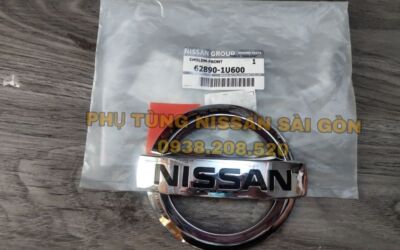 NISSAN GROUP
EMBLEM-FRONT 1
62890-1U600
PHỤ TÙNG NISSAN SÀI GÒN
0938.208.520
NISSAN